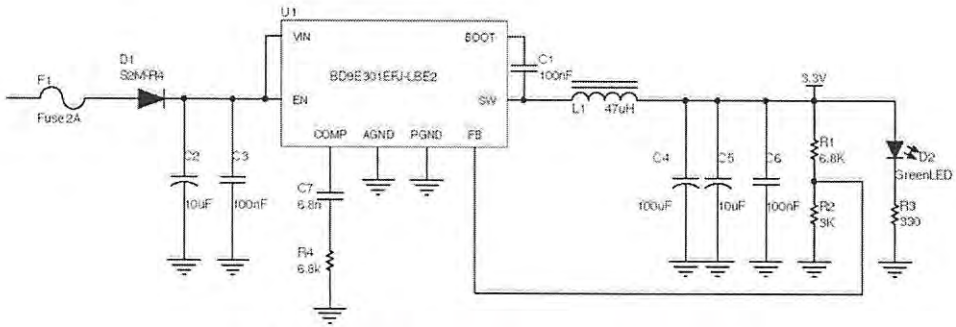 U1
VIN
BOOT
D1
S2M-R4
BD9E301EFJ-LBE2
C1
100nF
F1
Fuse 2A
EN
SW
L1
47uH
3.3V
COMP
AGND
PGND
FB
C2
10uF
C3
100nF
C7
6.8n
R4
6.8k
C4
100uF
C5
10uF
C6
100nF
R1
6.8K
R2
3K
D2
GreenLED
R3
330